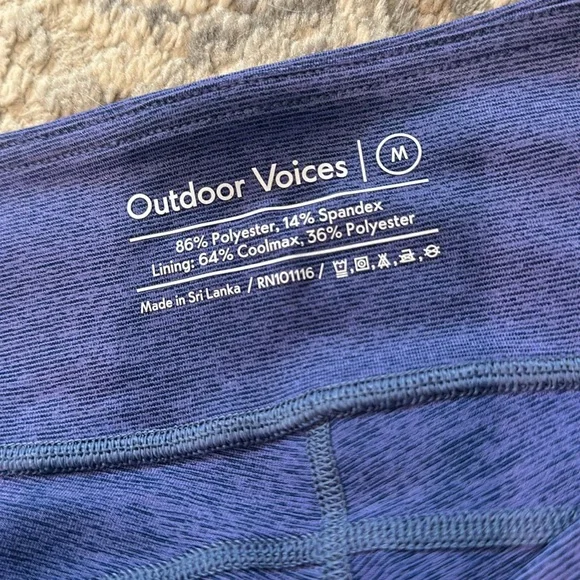 Outdoor Voices | M
86% Polyester, 14% Spandex
Lining: 64% Coolmax, 36% Polyester
Made in Sri Lanka / RN101116 /